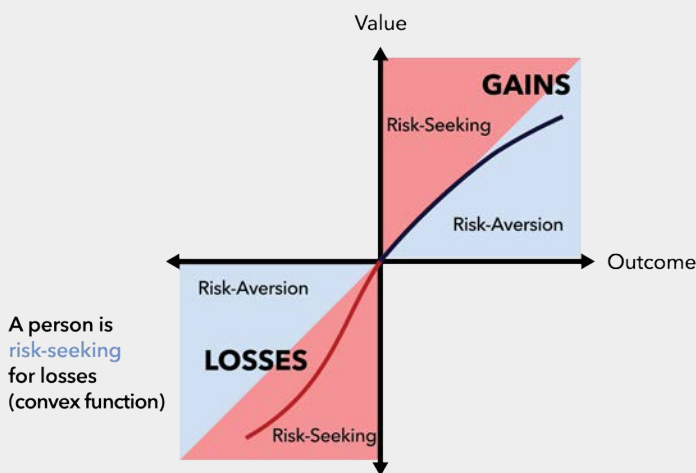 Value
GAINS
Risk-Seeking
Risk-Aversion
Outcome
Risk-Aversion
A person is
risk-seeking
for losses
(convex function)
LOSSES
Risk-Seeking